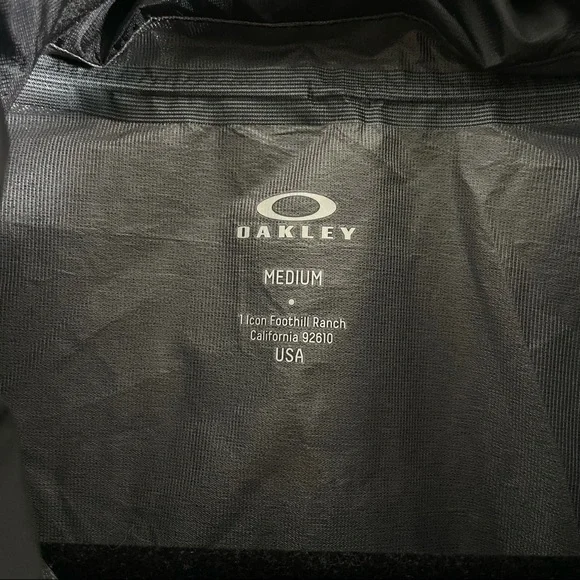 OAKLEY
MEDIUM
1 Icon Foothill Ranch
California 92610
USA